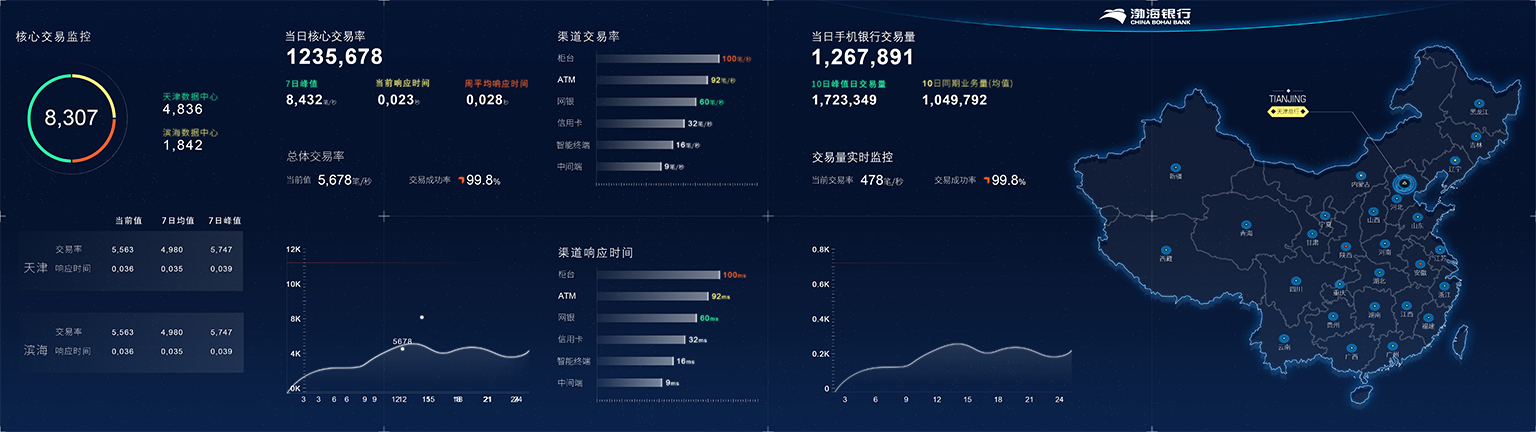 渤海银行
CHINA BOHAI BANK
核心交易监控
8,307
天津数据中心
4,836
滨海数据中心
1,842
当前值 7日均值 7日峰值
天津
交易率 5,563 4,980 5,747
响应时间 0,036 0,035 0,039
滨海
交易率 5,563 4,980 5,747
响应时间 0,036 0,035 0,039
当日核心交易率
1235,678
7日峰值 当前响应时间 周平均响应时间
8,432笔/秒 0,023秒 0,028秒
总体交易率
当前值 5,678笔/秒 交易成功率 99.8%
12K
10K
8K
4K
0K
5678
3 3 6 6 9 9 1212 155 188 21 24
渠道交易率
柜台 100笔/秒
ATM 92笔/秒
网银 60笔/秒
信用卡 32笔/秒
智能终端 16笔/秒
中间端 9笔/秒
渠道响应时间
柜台 100ms
ATM 92ms
网银 60ms
信用卡 32ms
智能终端 16ms
中间端 9ms
当日手机银行交易量
1,267,891
10日峰值日交易量 10日同期业务量(均值)
1,723,349 1,049,792
交易量实时监控
当前交易率 478笔/秒 交易成功率 99.8%
0.8K
0.6K
0.4K
0.2K
0
3 6 9 12 15 21 24
TIANJING
天津总行
黑龙江
吉林
辽宁
内蒙古
新疆
河北
山西
山东
宁夏
青海
甘肃
陕西
河南
江苏
西藏
安徽
四川
重庆
湖北
浙江
贵州
湖南
江西
福建
云南
广西
广州